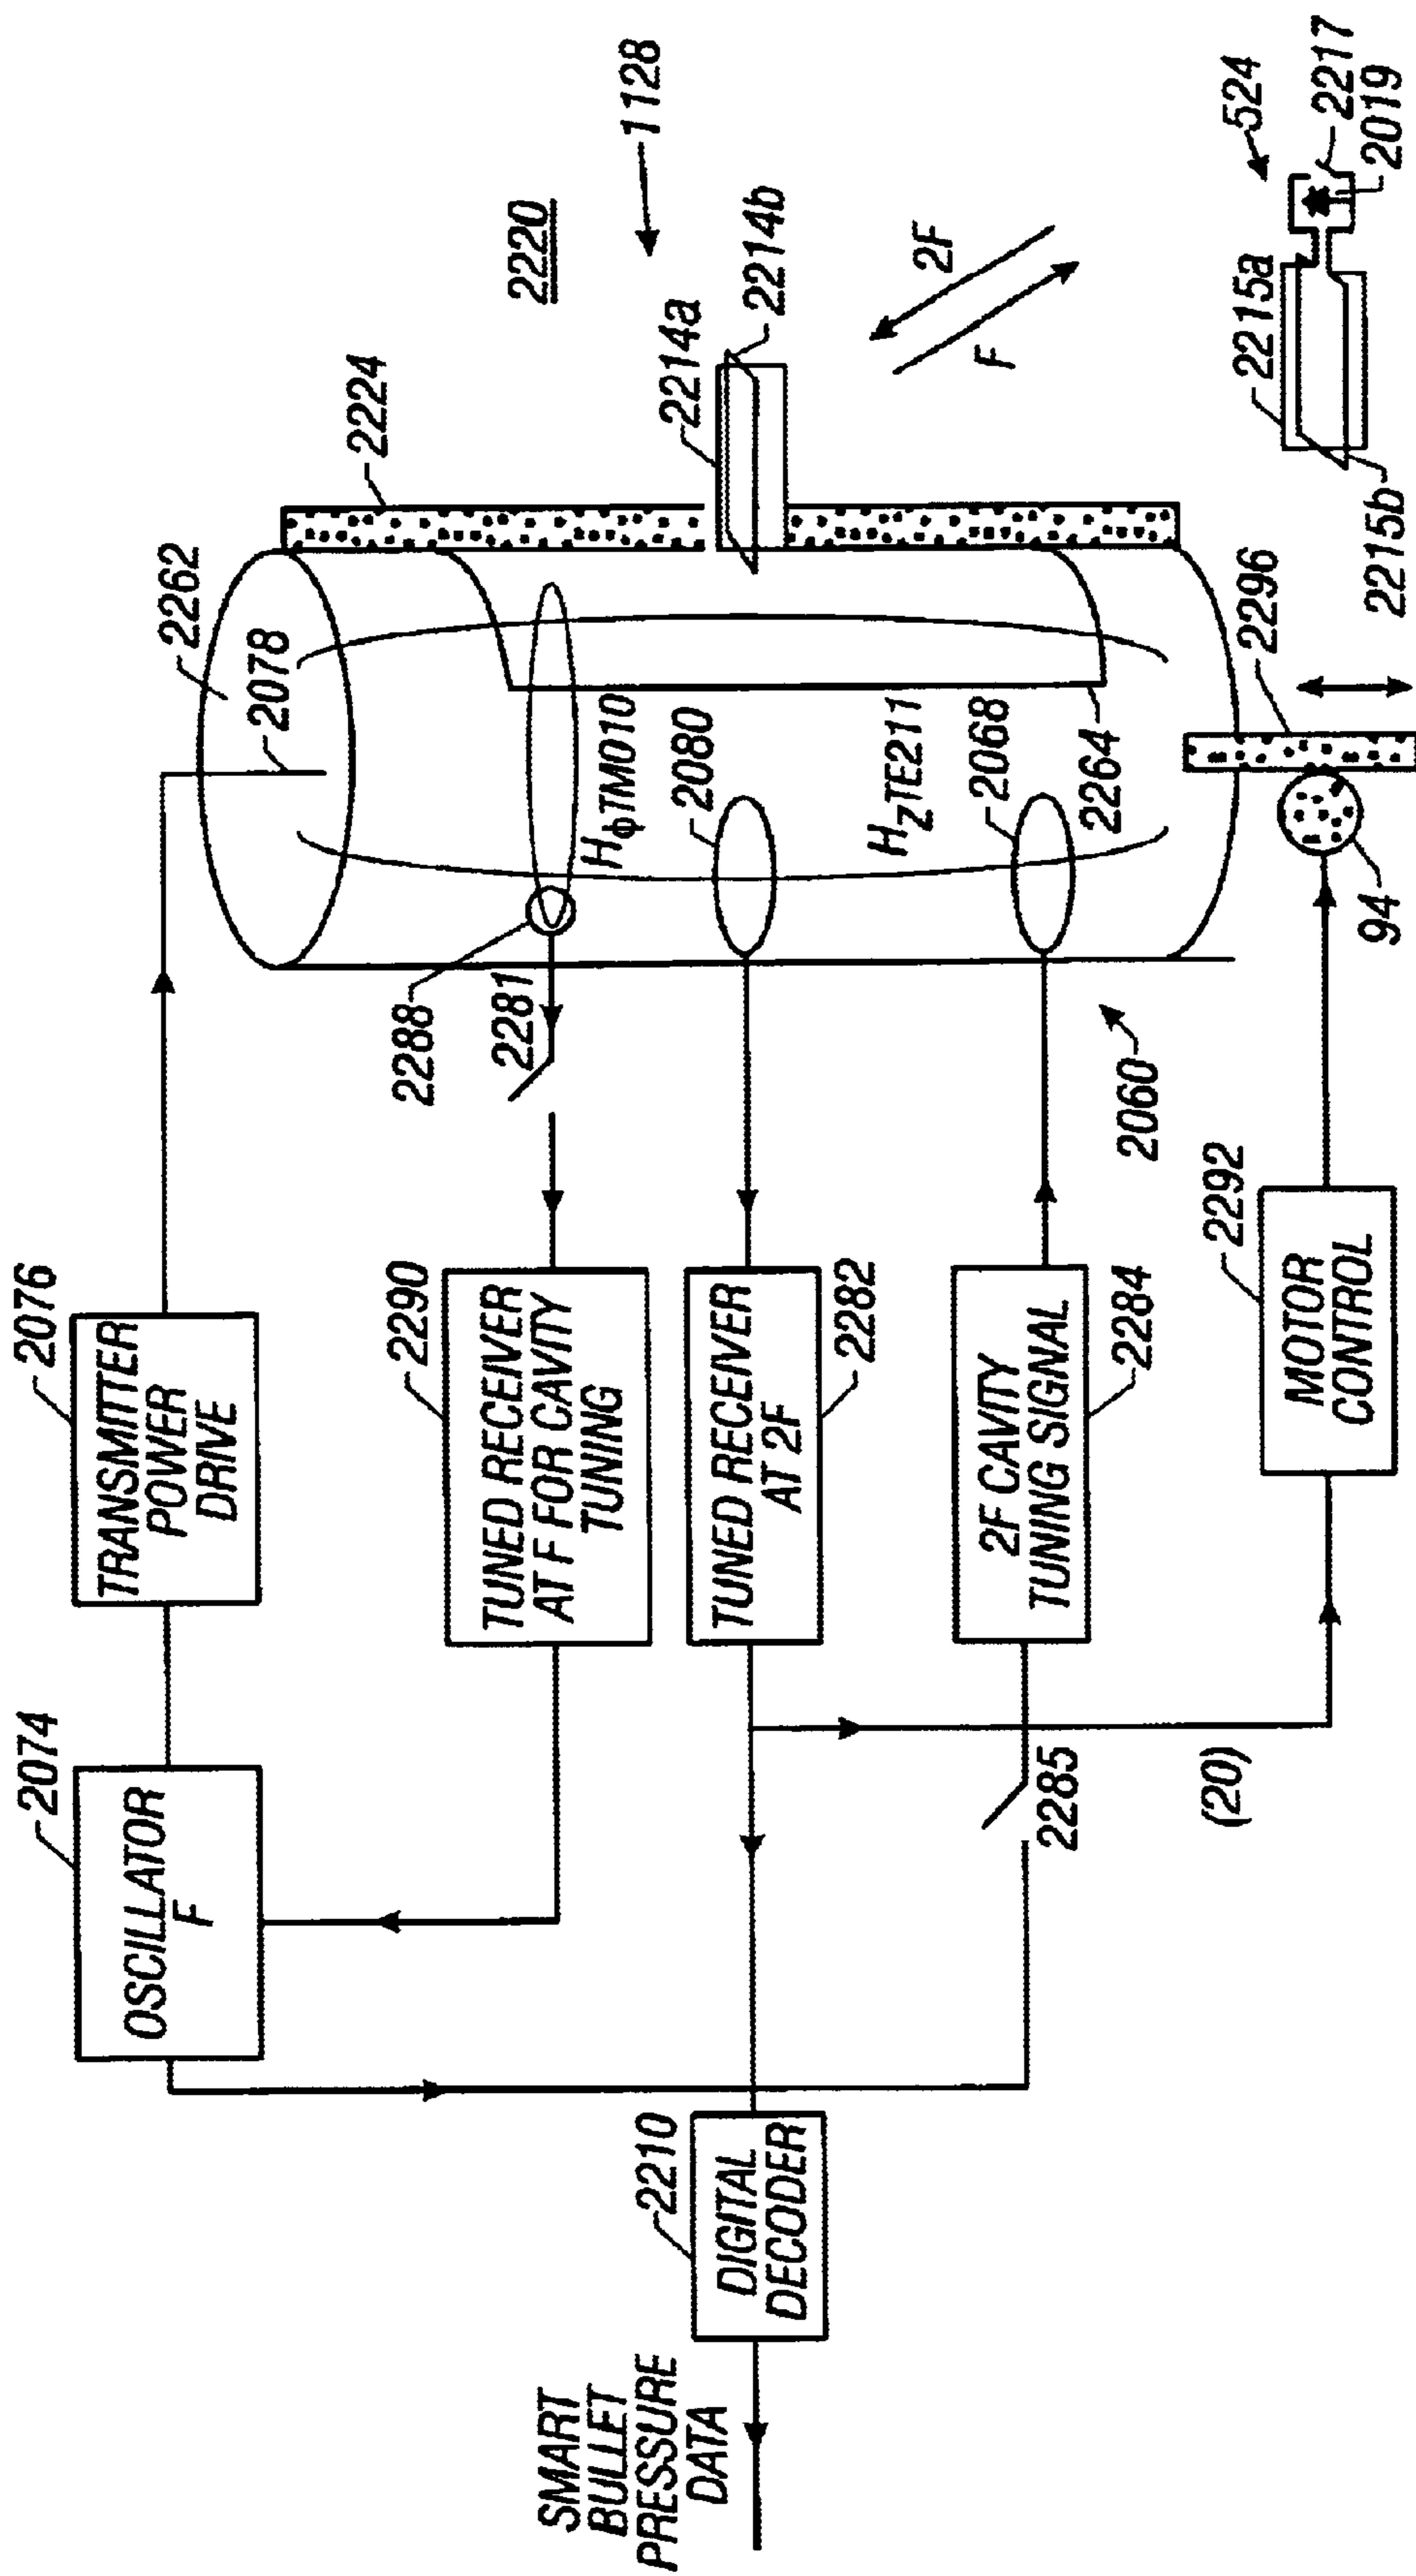 2074
OSCILLATOR
F
2076
TRANSMITTER
POWER
DRIVE
2262
2078
2224
2220
1128
2290
TUNED RECEIVER
AT F FOR CAVITY
TUNING
2288
2281
HϕTM010
2214a
2214b
2F
F
SMART
BULLET
PRESSURE
DATA
2210
DIGITAL
DECODER
TUNED RECEIVER
AT 2F
2282
2080
2285
2F CAVITY
TUNING SIGNAL
2284
HZTE211
2068
2264
2060
(20)
2292
MOTOR
CONTROL
94
2296
524
2217
2019
2215a
2215b